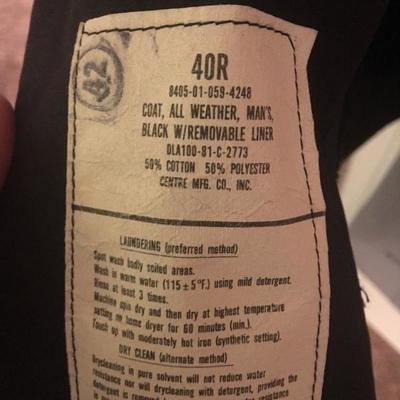 42
40R
8405-01-059-4248
COAT, ALL WEATHER, MAN'S,
BLACK W/REMOVABLE LINER
DLA100-81-C-2773
50% COTTON 50% POLYESTER
CENTRE MFG. CO., INC.
LAUNDERING (preferred method)
Spot wash badly soiled areas.
Wash in warm water (115±5°F.) using mild detergent.
Rinse at least 3 times.
Machine spin dry and then dry at highest temperature
setting on home dryer for 60 minutes (min.).
Touch up with moderately hot iron (synthetic setting).
DRY CLEAN (alternate method)
Drycleaning in pure solvent will not reduce water
resistance nor will drycleaning with detergent, providing the
detergent is removed